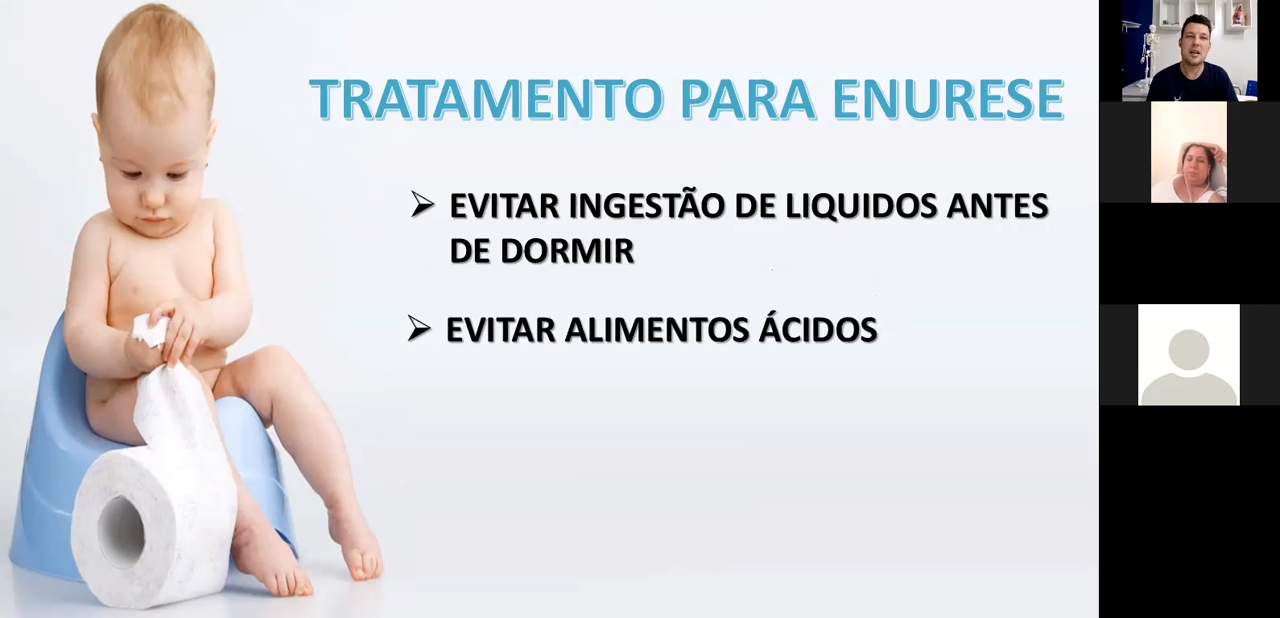 TRATAMENTO PARA ENURESE
EVITAR INGESTÃO DE LIQUIDOS ANTES
DE DORMIR
EVITAR ALIMENTOS ÁCIDOS